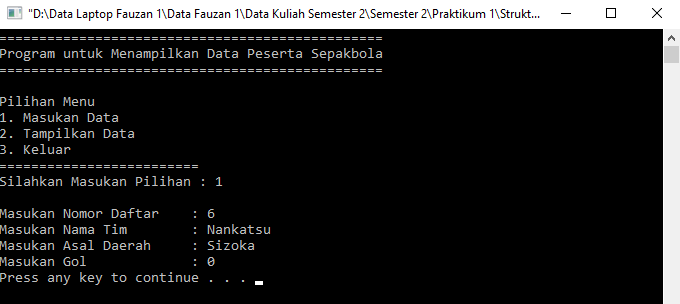 "D:\Data Laptop Fauzan 1\Data Fauzan 1\Data Kuliah Semester 2\Semester 2\Praktikum 1\Strukt...
================================================
Program untuk Menampilkan Data Peserta Sepakbola
================================================
Pilihan Menu
1. Masukan Data
2. Tampilkan Data
3. Keluar
=========================
Silahkan Masukan Pilihan : 1
Masukan Nomor Daftar    : 6
Masukan Nama Tim        : Nankatsu
Masukan Asal Daerah     : Sizoka
Masukan Gol             : 0
Press any key to continue . . .